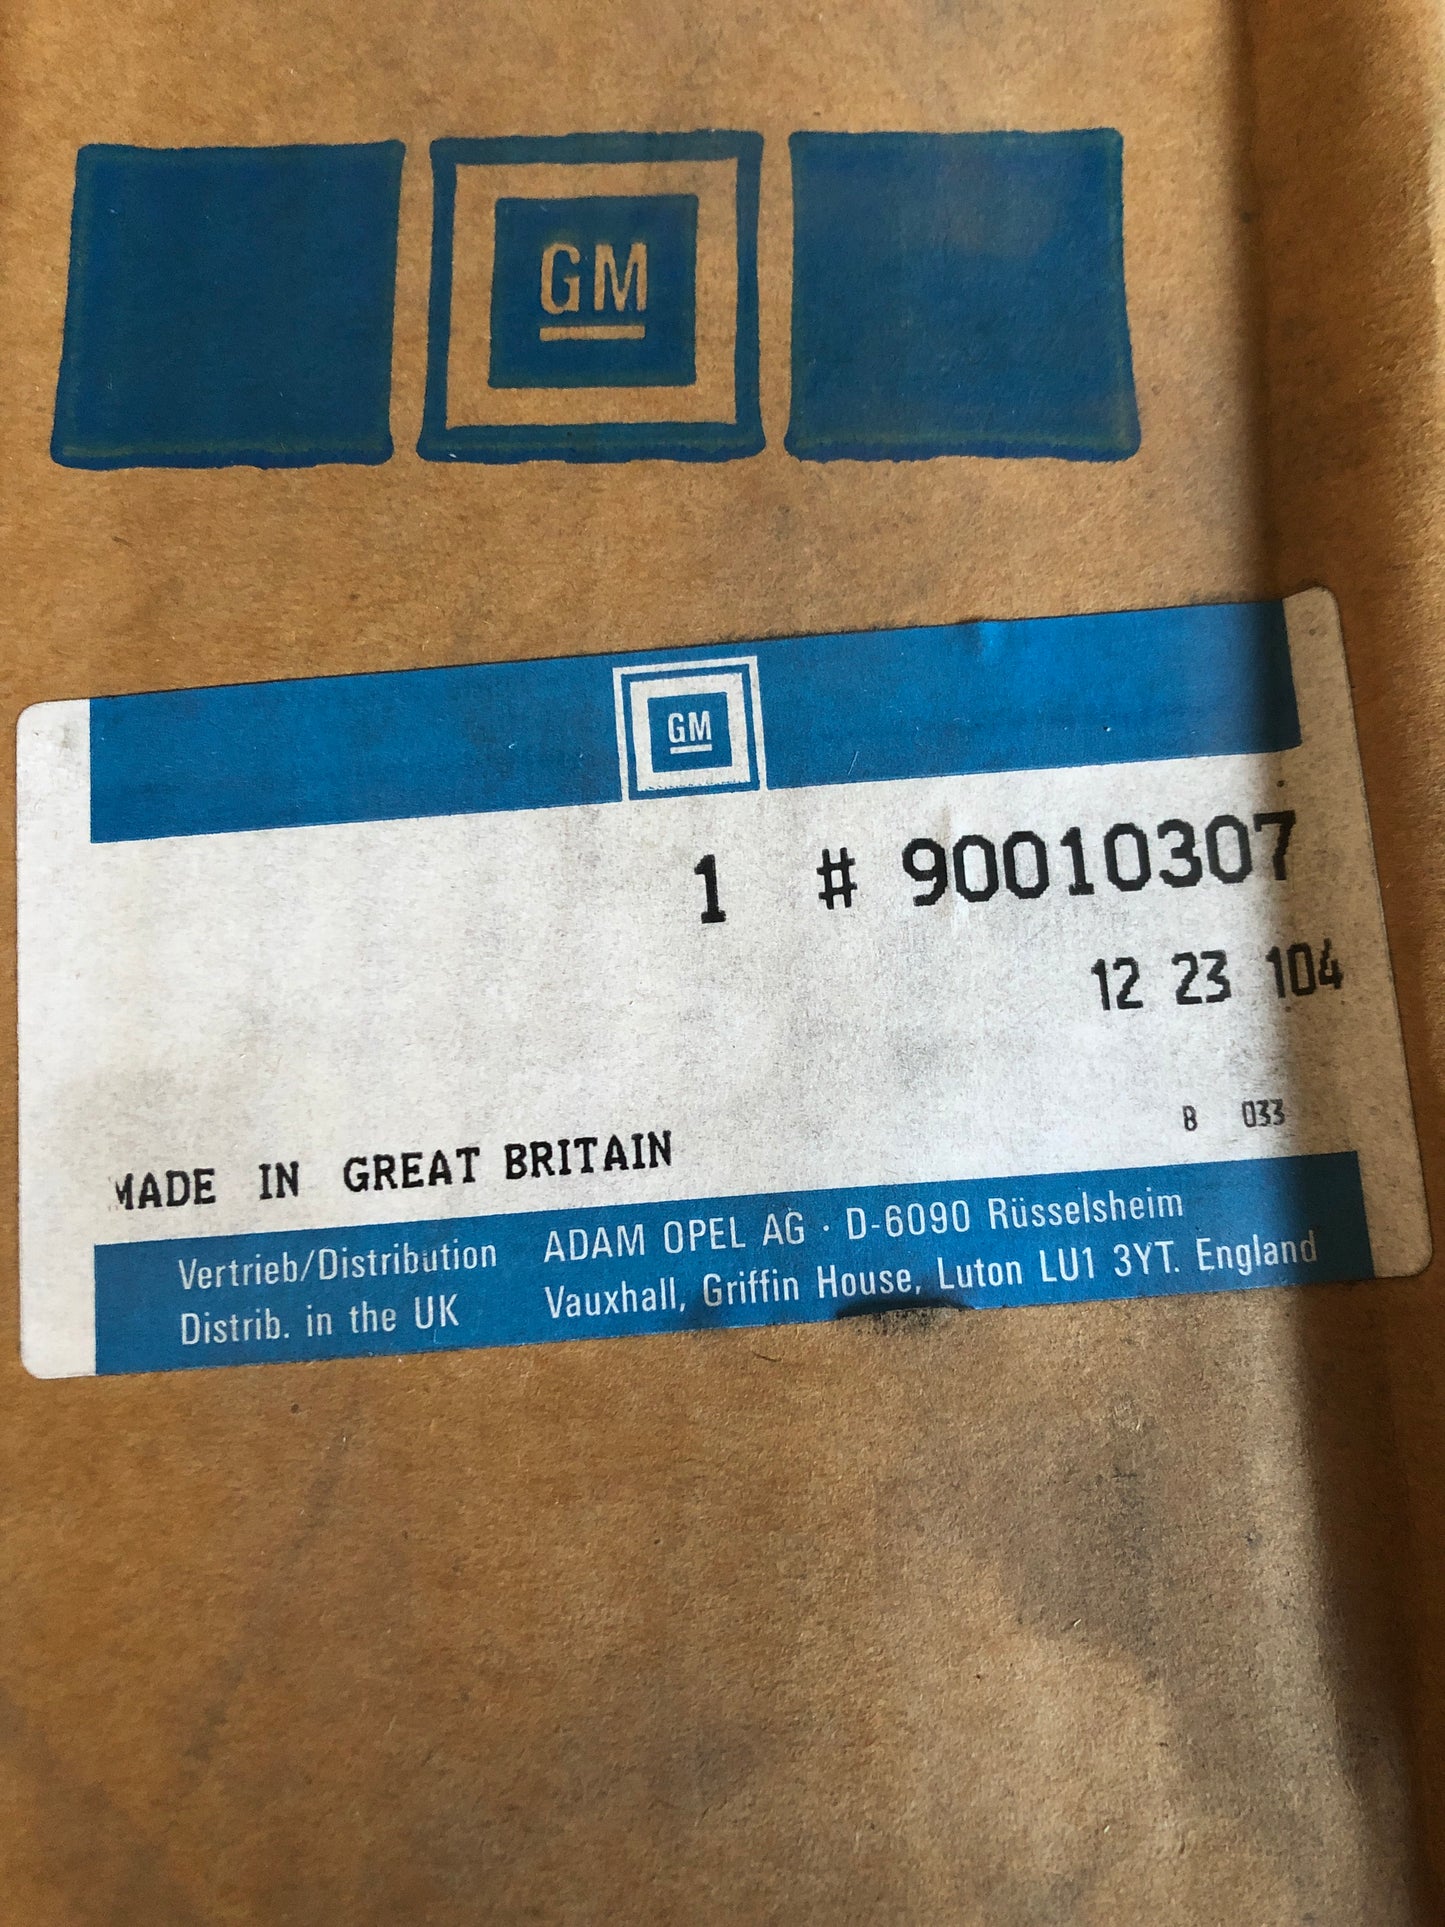 GM
GM
1 # 90010307
12 23 104
B 033
MADE IN GREAT BRITAIN
Vertrieb/Distribution ADAM OPEL AG · D-6090 Rüsselsheim
Distrib. in the UK Vauxhall, Griffin House, Luton LU1 3YT. England